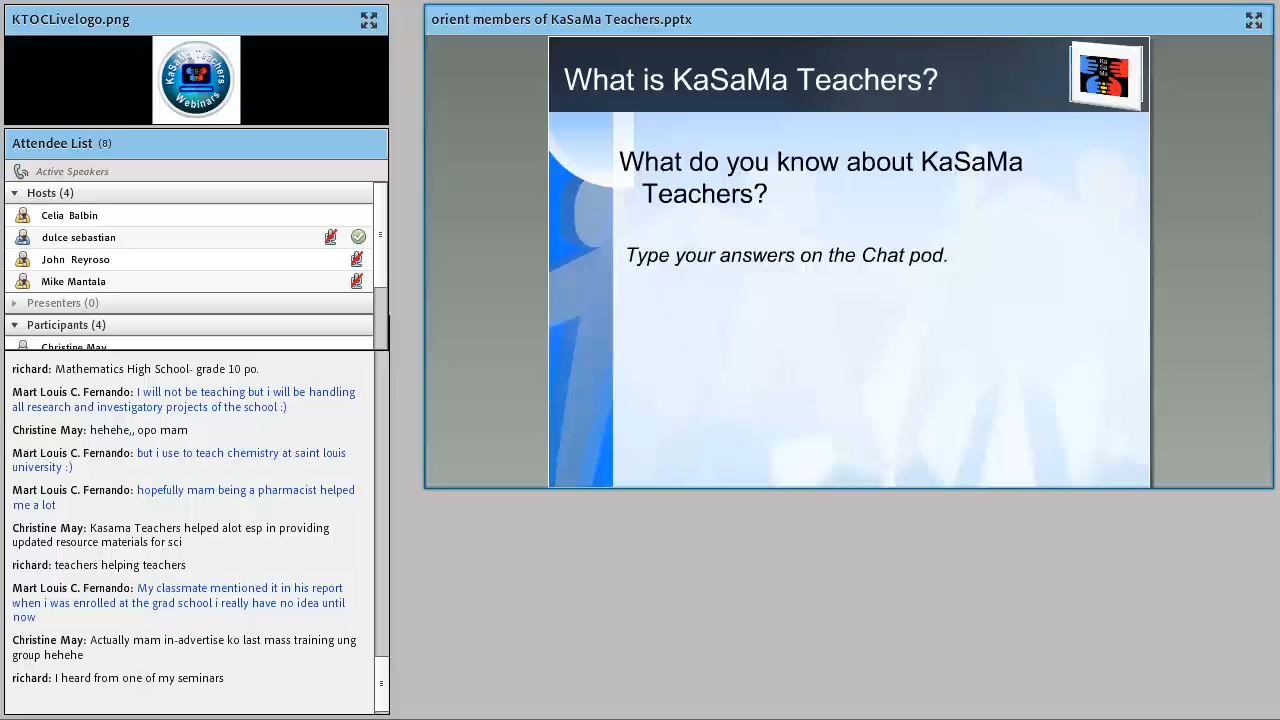 KTOCLivelogo.png
KaSaMa Teachers
Webinars
Attendee List (8)
Active Speakers
Hosts (4)
Celia Balbin
dulce sebastian
John Reyroso
Mike Mantala
Presenters (0)
Participants (4)
Christine May
richard: Mathematics High School- grade 10 po.
Mart Louis C. Fernando: I will not be teaching but i will be handling
all research and investigatory projects of the school :)
Christine May: hehehe,, opo mam
Mart Louis C. Fernando: but i use to teach chemistry at saint louis
university :)
Mart Louis C. Fernando: hopefully mam being a pharmacist helped
me a lot
Christine May: Kasama Teachers helped alot esp in providing
updated resource materials for sci
richard: teachers helping teachers
Mart Louis C. Fernando: My classmate mentioned it in his report
when i was enrolled at the grad school i really have no idea until
now
Christine May: Actually mam in-advertise ko last mass training ung
group hehehe
richard: I heard from one of my seminars
orient members of KaSaMa Teachers.pptx
What is KaSaMa Teachers?
Ka
Sa
Ma
What do you know about KaSaMa
Teachers?
Type your answers on the Chat pod.